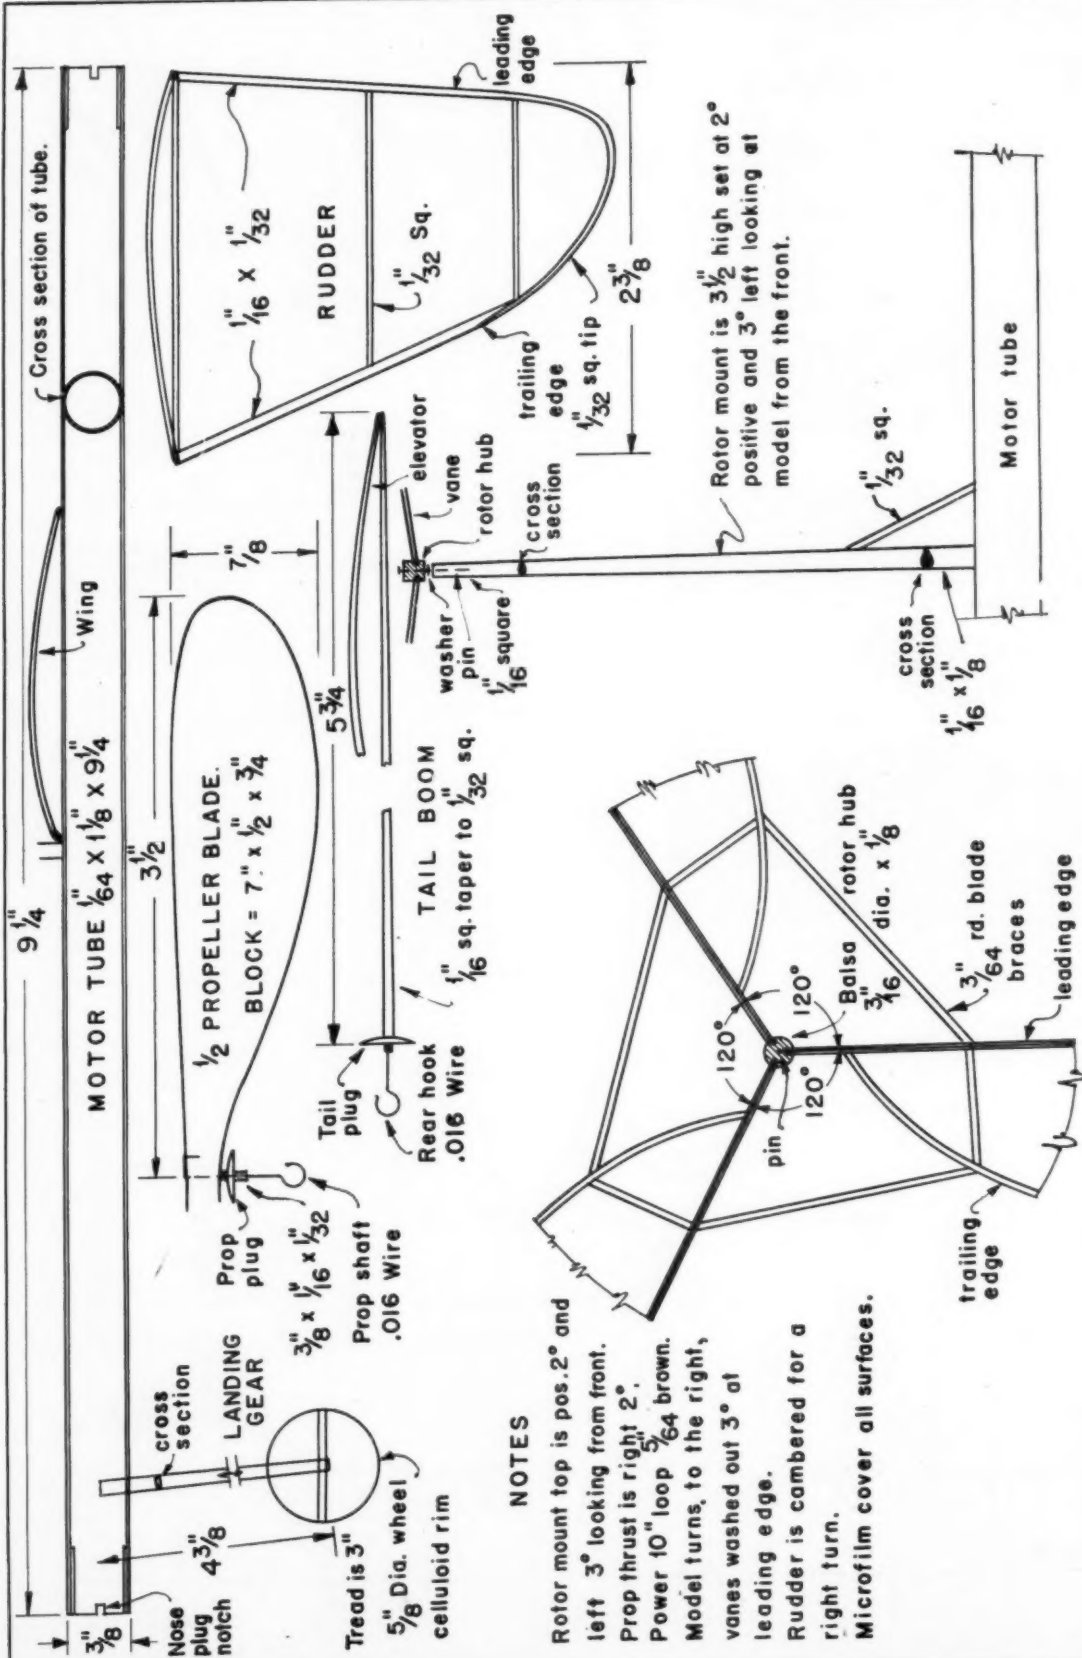 9 1/4"
Cross section of tube.
Wing
MOTOR TUBE 1/64" x 1 1/8" x 9 1/4"
3/8"
Nose
plug
notch
4 3/8"
cross
section
LANDING
GEAR
Tread is 3"
5/8" Dia. wheel
celluloid rim
3 1/2"
7/8"
1/2 PROPELLER BLADE.
BLOCK = 7" x 1/2" x 3/4"
Prop
plug
3/8" x 1/16" x 1/32"
Prop shaft
.016 Wire
leading
edge
1/16" x 1/32"
RUDDER
1/32" Sq.
trailing
edge
1/32" sq. tip
2 3/8"
5 3/4"
elevator
vane
rotor hub
Tail
plug
Rear hook
.016 Wire
TAIL BOOM
1/16" sq. taper to 1/32" sq.
washer
pin
1/16" square
cross
section
Rotor mount is 3 1/2" high set at 2°
positive and 3° left looking at
model from the front.
1/32" sq.
cross
section
1/16" x 1/8"
Motor tube
NOTES
Rotor mount top is pos. 2° and
left 3° looking from front.
Prop thrust is right 2°.
Power 10" loop 5/64" brown.
Model turns, to the right,
vanes washed out 3° at
leading edge.
Rudder is cambered for a
right turn.
Microfilm cover all surfaces.
120°
120°
120°
pin
Balsa rotor hub
3/16" dia. x 1/8"
3/64" rd. blade
braces
leading edge
trailing
edge